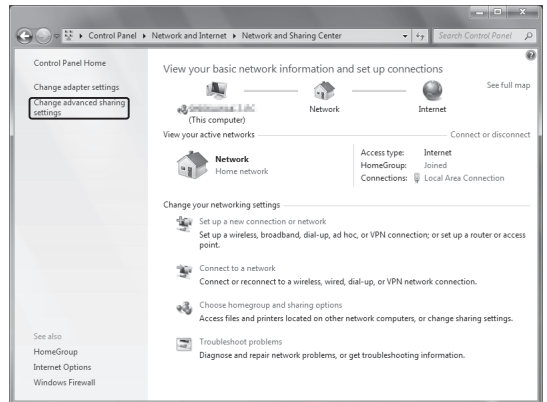 Control Panel ▸ Network and Internet ▸ Network and Sharing Center
Search Control Panel
Control Panel Home
Change adapter settings
Change advanced sharing
settings
View your basic network information and set up connections
See full map
(This computer)
Network
Internet
View your active networks
Connect or disconnect
Network
Home network
Access type: Internet
HomeGroup: Joined
Connections: Local Area Connection
Change your networking settings
Set up a new connection or network
Set up a wireless, broadband, dial-up, ad hoc, or VPN connection; or set up a router or access
point.
Connect to a network
Connect or reconnect to a wireless, wired, dial-up, or VPN network connection.
Choose homegroup and sharing options
Access files and printers located on other network computers, or change sharing settings.
Troubleshoot problems
Diagnose and repair network problems, or get troubleshooting information.
See also
HomeGroup
Internet Options
Windows Firewall